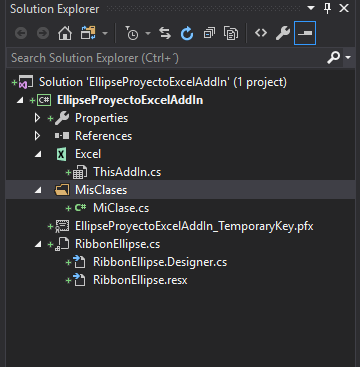 Solution Explorer
Search Solution Explorer (Ctrl+´)
Solution 'EllipseProyectoExcelAddIn' (1 project)
EllipseProyectoExcelAddIn
Properties
References
Excel
ThisAddIn.cs
MisClases
MiClase.cs
EllipseProyectoExcelAddIn_TemporaryKey.pfx
RibbonEllipse.cs
RibbonEllipse.Designer.cs
RibbonEllipse.resx